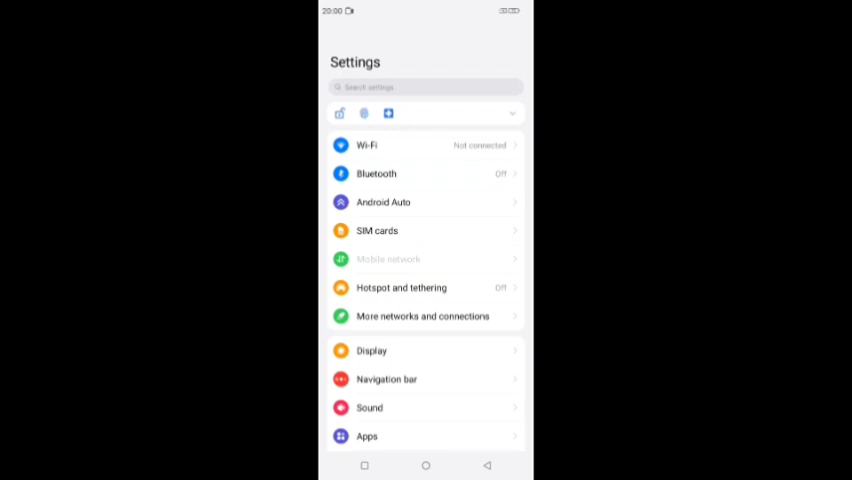 20:00
Settings
Search settings
Wi-Fi Not connected
Bluetooth Off
Android Auto
SIM cards
Mobile network
Hotspot and tethering Off
More networks and connections
Display
Navigation bar
Sound
Apps